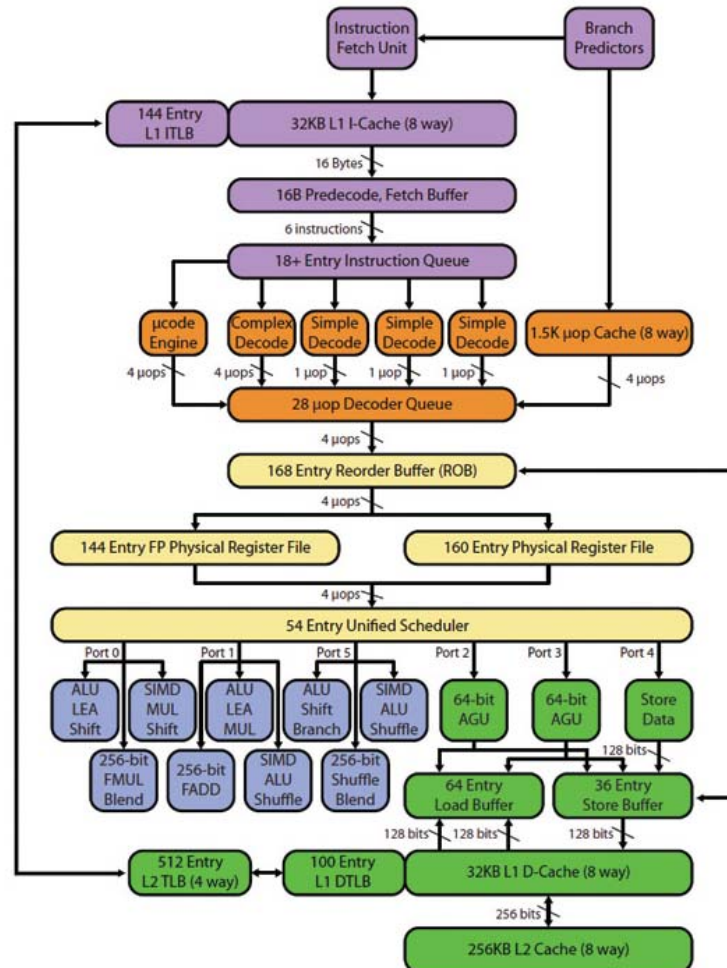 Instruction
Fetch Unit
Branch
Predictors
144 Entry
L1 ITLB
32KB L1 I-Cache (8 way)
16 Bytes
16B Predecode, Fetch Buffer
6 instructions
18+ Entry Instruction Queue
µcode
Engine
Complex
Decode
Simple
Decode
Simple
Decode
Simple
Decode
1.5K µop Cache (8 way)
4 µops
4 µops
1 µop
1 µop
1 µop
4 µops
28 µop Decoder Queue
4 µops
168 Entry Reorder Buffer (ROB)
4 µops
144 Entry FP Physical Register File
160 Entry Physical Register File
4 µops
54 Entry Unified Scheduler
Port 0
Port 1
Port 5
Port 2
Port 3
Port 4
ALU
LEA
Shift
SIMD
MUL
Shift
ALU
LEA
MUL
ALU
Shift
Branch
SIMD
ALU
Shuffle
64-bit
AGU
64-bit
AGU
Store
Data
256-bit
FMUL
Blend
256-bit
FADD
SIMD
ALU
Shuffle
256-bit
Shuffle
Blend
128 bits
64 Entry
Load Buffer
36 Entry
Store Buffer
128 bits
128 bits
128 bits
512 Entry
L2 TLB (4 way)
100 Entry
L1 DTLB
32KB L1 D-Cache (8 way)
256 bits
256KB L2 Cache (8 way)